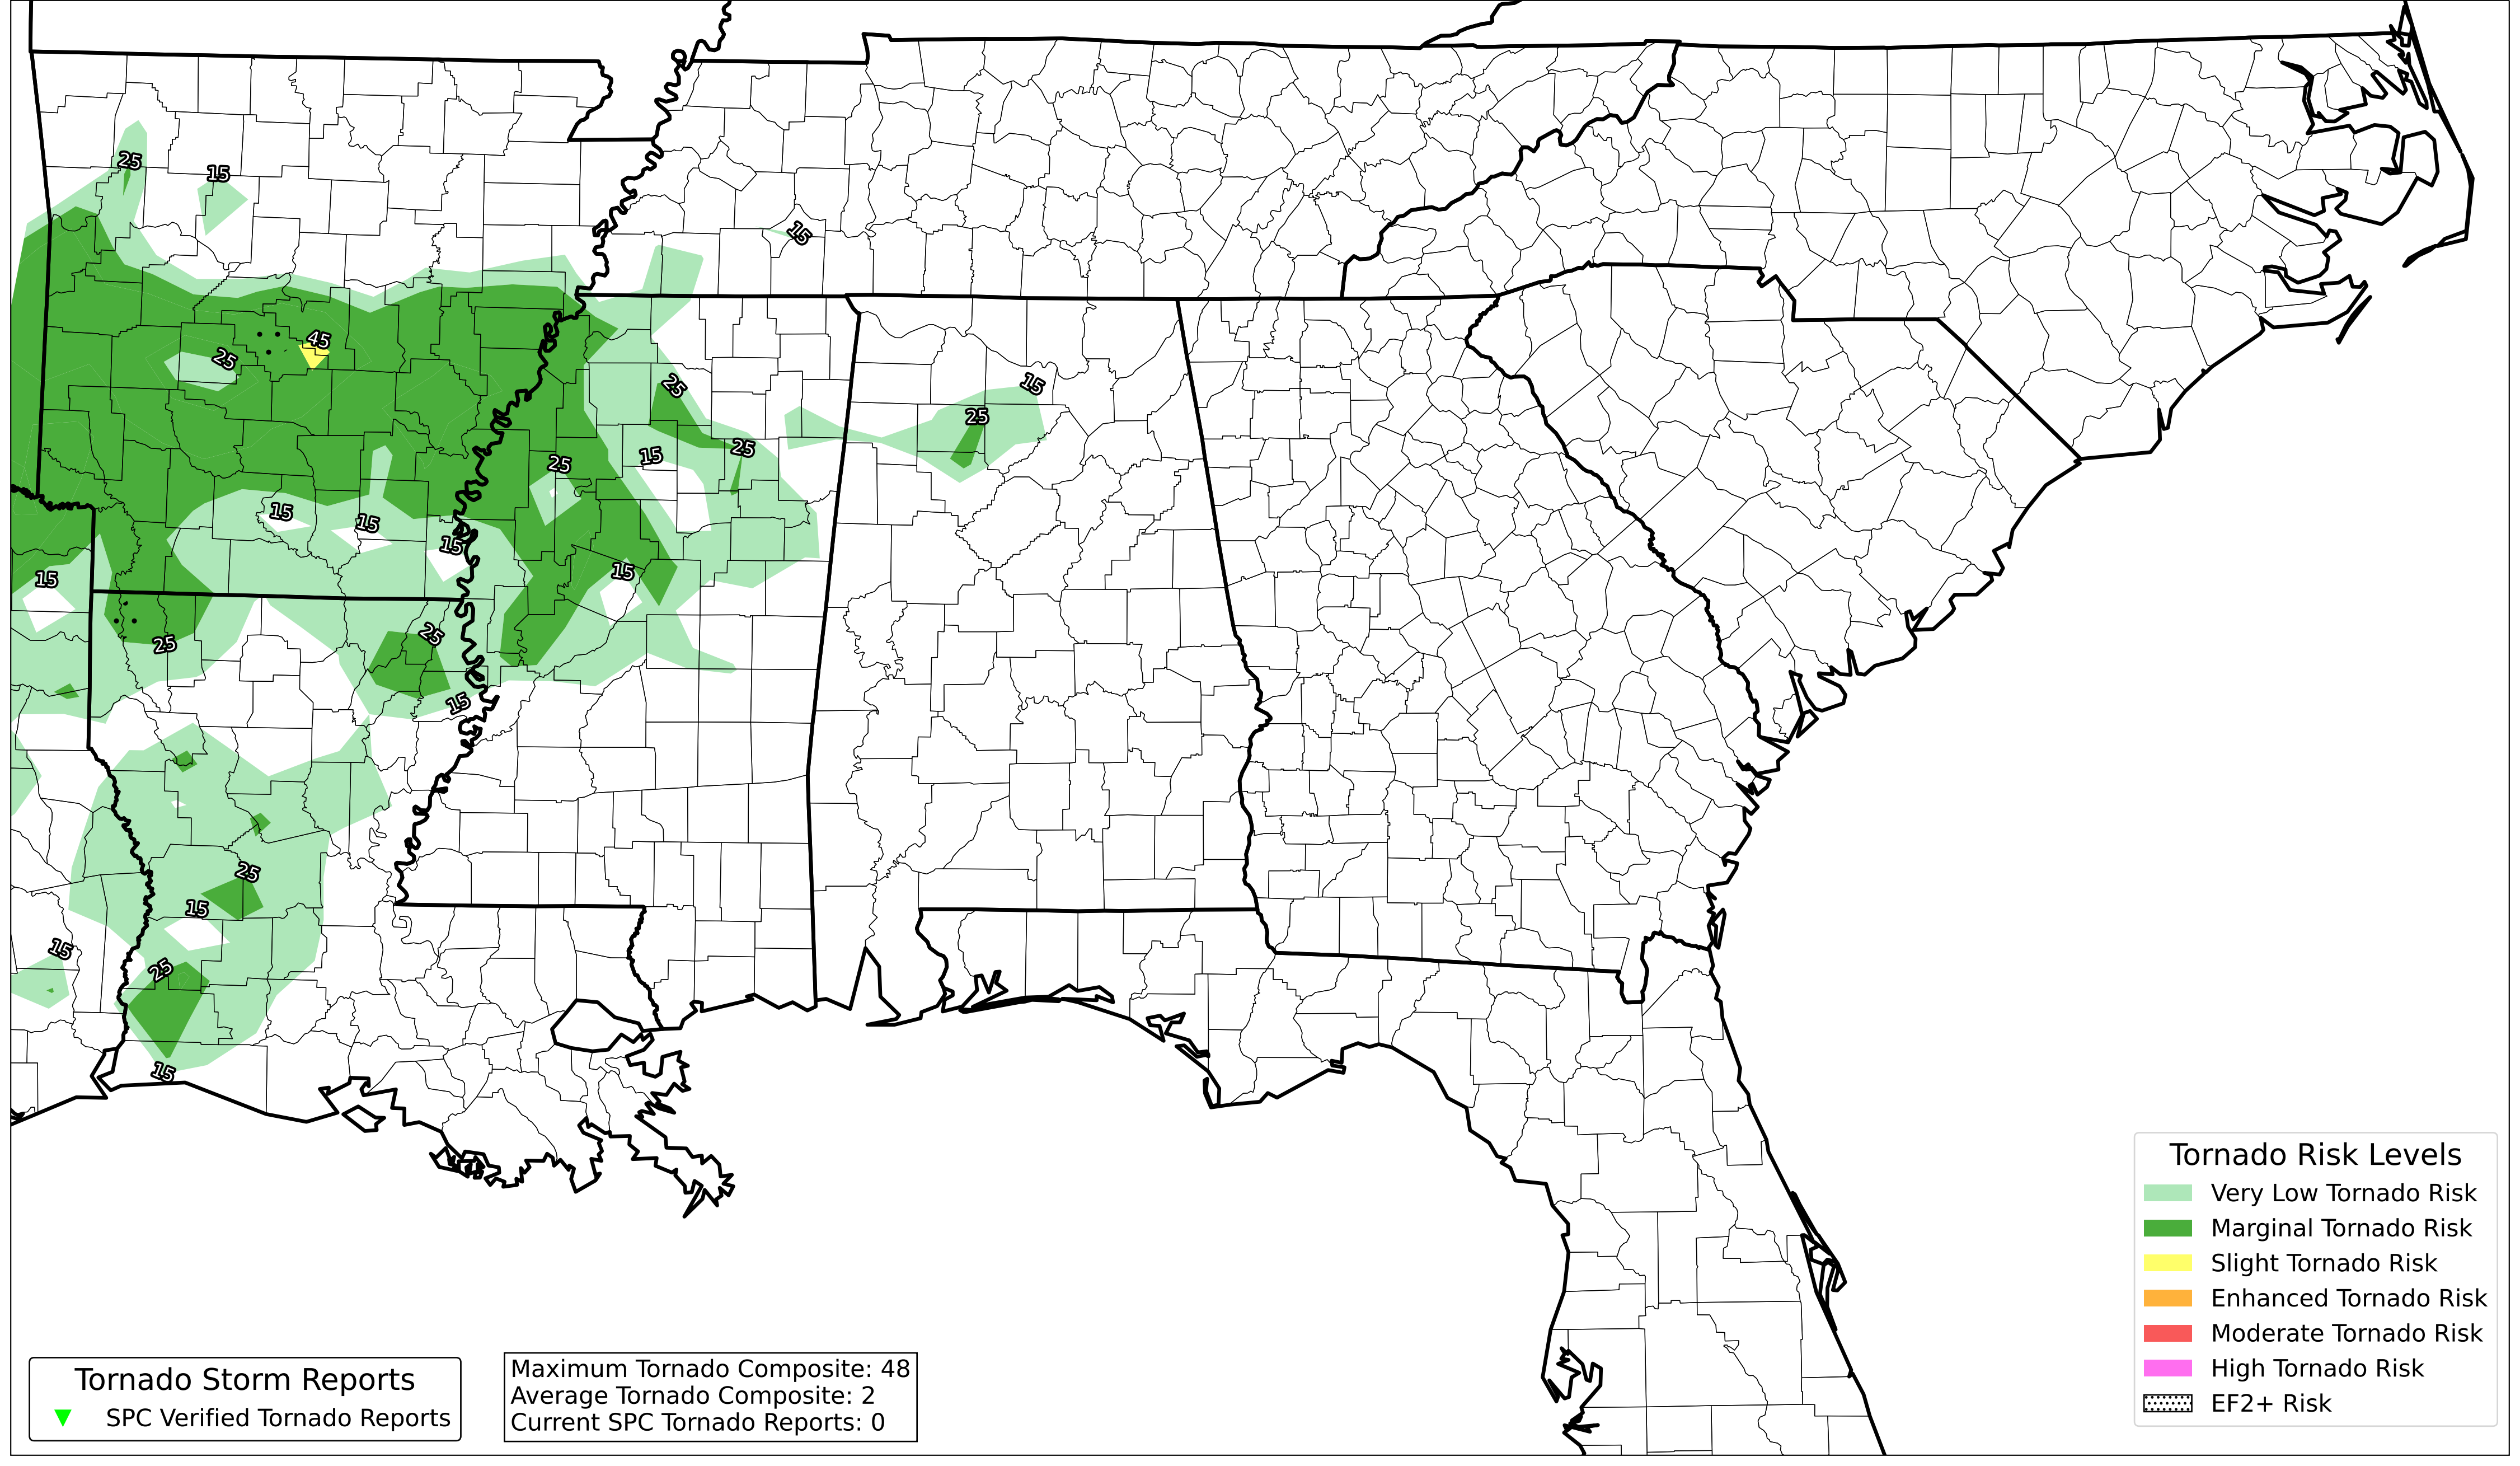 25
15
15
45
25
25
15
25
25
15
25
15
15
15
15
15
25
25
15
25
15
15
25
15
Tornado Risk Levels
Very Low Tornado Risk
Marginal Tornado Risk
Slight Tornado Risk
Enhanced Tornado Risk
Moderate Tornado Risk
High Tornado Risk
EF2+ Risk
Tornado Storm Reports
SPC Verified Tornado Reports
Maximum Tornado Composite: 48
Average Tornado Composite: 2
Current SPC Tornado Reports: 0